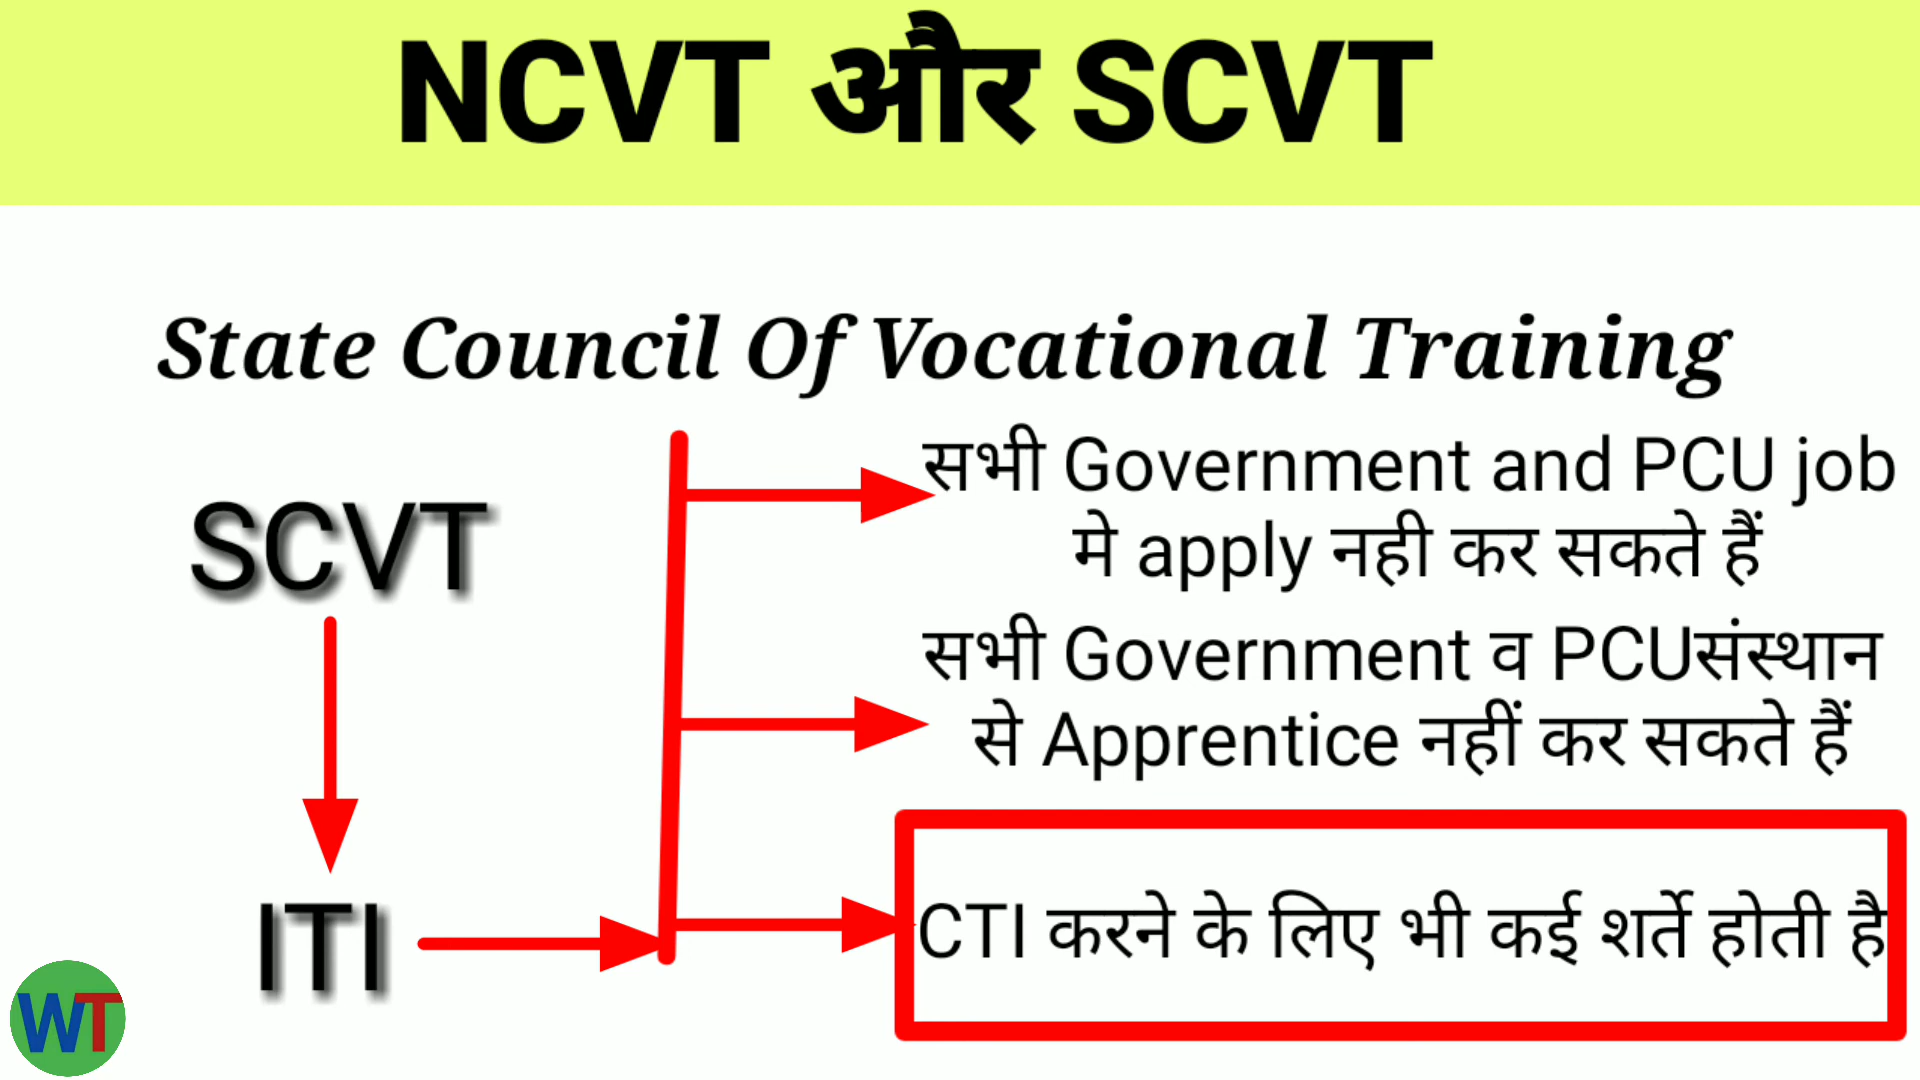 NCVT और SCVT
State Council Of Vocational Training
SCVT
ITI
सभी Government and PCU job
मे apply नही कर सकते हैं
सभी Government व PCUसंस्थान
से Apprentice नहीं कर सकते हैं
CTI करने के लिए भी कई शर्ते होती है
WT